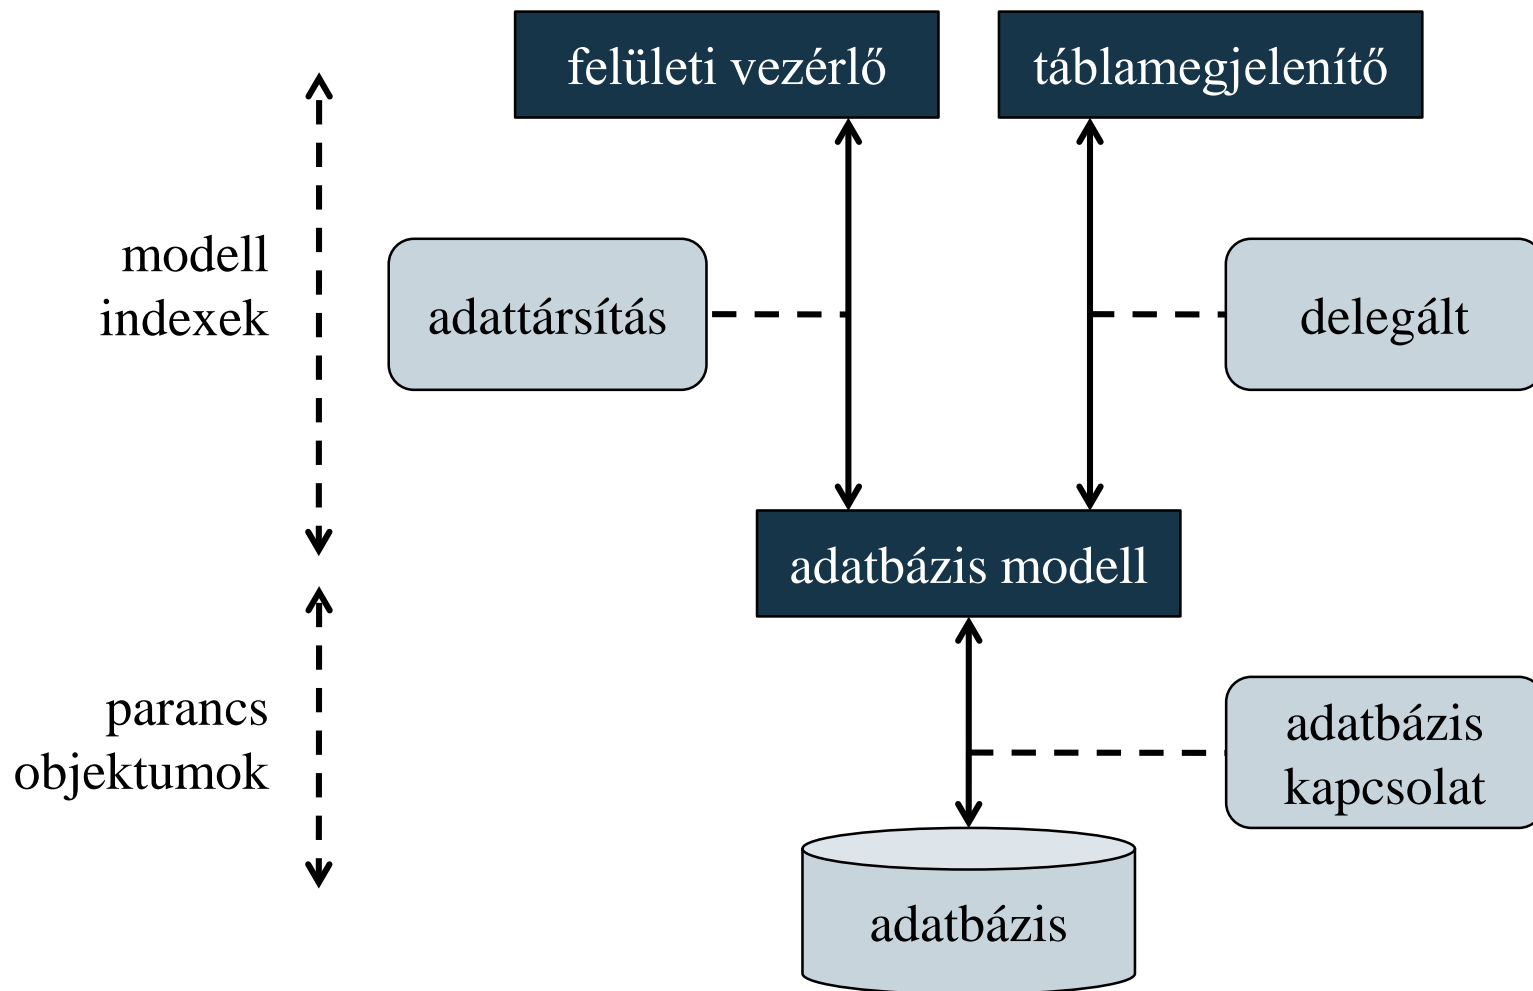 felületi vezérlő
táblamegjelenítő
modell
indexek
adattársítás
delegált
adatbázis modell
parancs
objektumok
adatbázis
kapcsolat
adatbázis